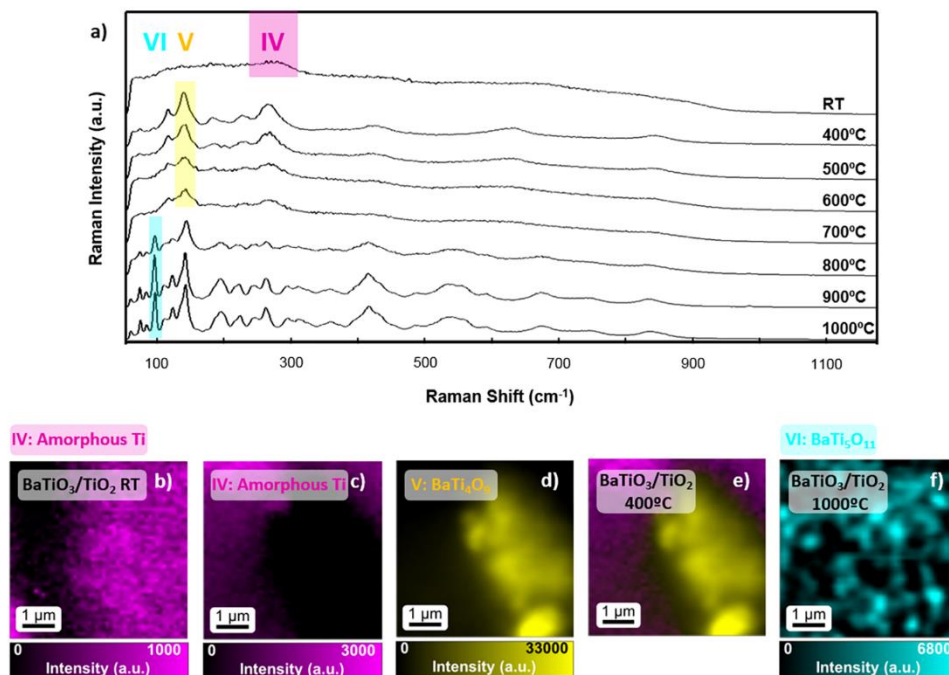 a)
VI V IV
Raman Intensity (a.u.)
RT
400ºC
500ºC
600ºC
700ºC
800ºC
900ºC
1000ºC
100 300 500 700 900 1100
Raman Shift (cm-1)
IV: Amorphous Ti
BaTiO3/TiO2 RT
b)
1 µm
0 1000
Intensity (a.u.)
IV: Amorphous Ti
c)
1 µm
0 3000
Intensity (a.u.)
V: BaTi4O9
d)
1 µm
0 33000
Intensity (a.u.)
BaTiO3/TiO2
400ºC
e)
1 µm
VI: BaTi5O11
BaTiO3/TiO2
1000ºC
f)
1 µm
0 6800
Intensity (a.u.)